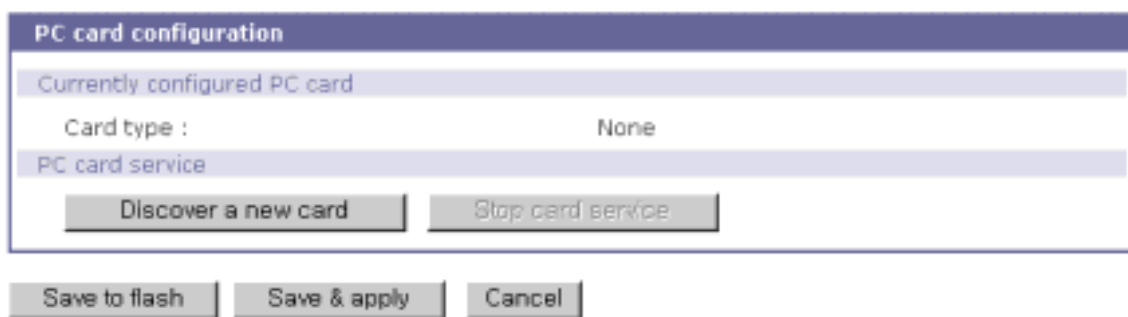 PC card configuration
Currently configured PC card
Card type : None
PC card service
Discover a new card Stop card service
Save to flash Save & apply Cancel